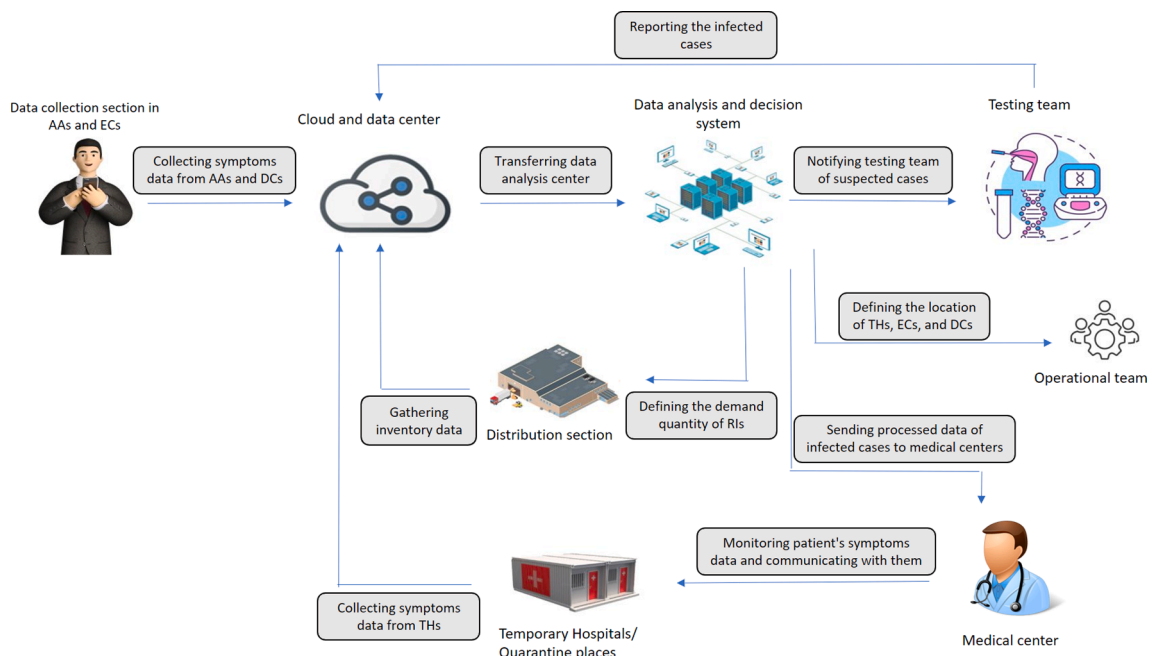 Reporting the infected
cases
Data collection section in
AAs and ECs
Cloud and data center
Data analysis and decision
system
Testing team
Collecting symptoms
data from AAs and DCs
Transferring data
analysis center
Notifying testing team
of suspected cases
Defining the location
of THs, ECs, and DCs
Operational team
Gathering
inventory data
Distribution section
Defining the demand
quantity of RIs
Sending processed data of
infected cases to medical centers
Monitoring patient's symptoms
data and communicating with them
Collecting symptoms
data from THs
Temporary Hospitals/
Quarantine places
Medical center